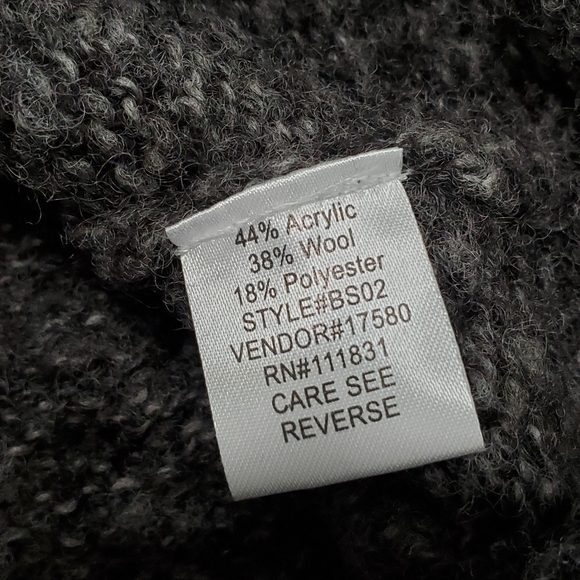 44% Acrylic
38% Wool
18% Polyester
STYLE#BS02
VENDOR#17580
RN#111831
CARE SEE
REVERSE